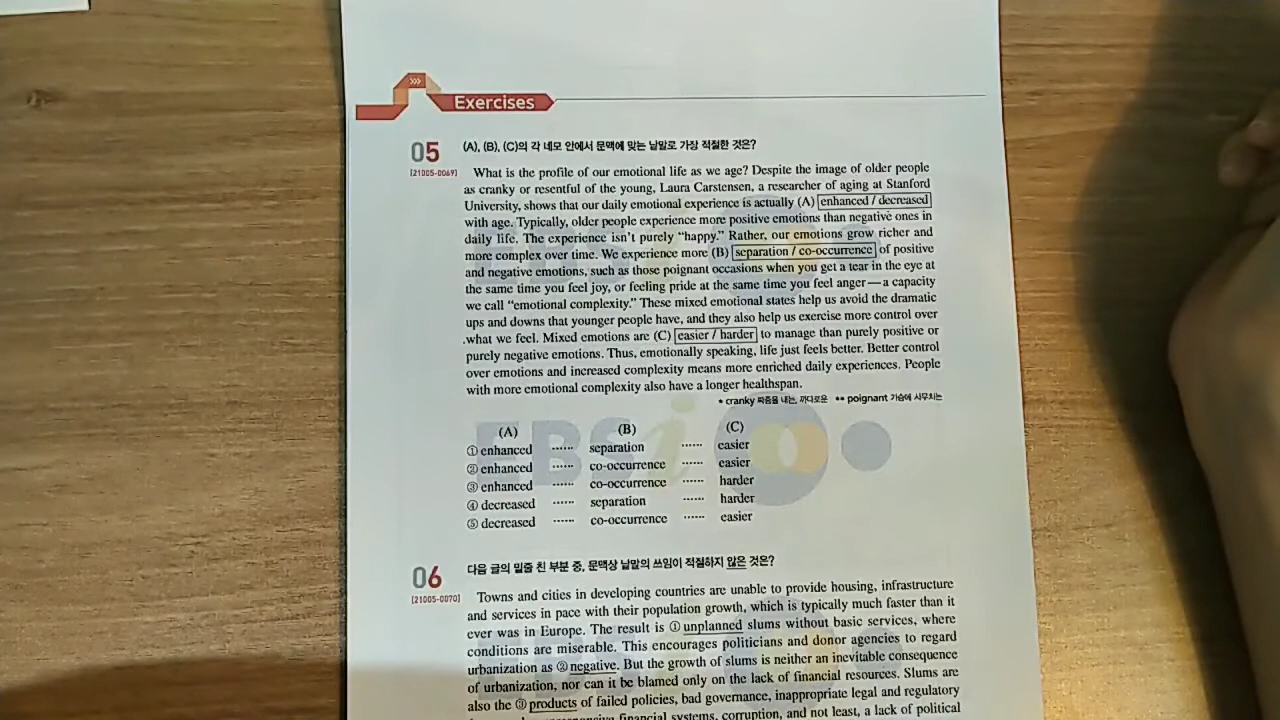 >>>
Exercises
05 (A), (B), (C)의 각 네모 안에서 문맥에 맞는 낱말로 가장 적절한 것은?
[21005-0069]
What is the profile of our emotional life as we age? Despite the image of older people
as cranky or resentful of the young, Laura Carstensen, a researcher of aging at Stanford
University, shows that our daily emotional experience is actually (A) enhanced / decreased
with age. Typically, older people experience more positive emotions than negative ones in
daily life. The experience isn't purely “happy.” Rather, our emotions grow richer and
more complex over time. We experience more (B) separation / co-occurrence of positive
and negative emotions, such as those poignant occasions when you get a tear in the eye at
the same time you feel joy, or feeling pride at the same time you feel anger—a capacity
we call “emotional complexity.” These mixed emotional states help us avoid the dramatic
ups and downs that younger people have, and they also help us exercise more control over
what we feel. Mixed emotions are (C) easier / harder to manage than purely positive or
purely negative emotions. Thus, emotionally speaking, life just feels better. Better control
over emotions and increased complexity means more enriched daily experiences. People
with more emotional complexity also have a longer healthspan.
* cranky 짜증을 내는, 까다로운 ** poignant 가슴에 사무치는
(A) (B) (C)
① enhanced ······ separation ······ easier
② enhanced ······ co-occurrence ······ easier
③ enhanced ······ co-occurrence ······ harder
④ decreased ······ separation ······ harder
⑤ decreased ······ co-occurrence ······ easier
EBSi
06 다음 글의 밑줄 친 부분 중, 문맥상 낱말의 쓰임이 적절하지 않은 것은?
[21005-0070]
Towns and cities in developing countries are unable to provide housing, infrastructure
and services in pace with their population growth, which is typically much faster than it
ever was in Europe. The result is ① unplanned slums without basic services, where
conditions are miserable. This encourages politicians and donor agencies to regard
urbanization as ② negative. But the growth of slums is neither an inevitable consequence
of urbanization, nor can it be blamed only on the lack of financial resources. Slums are
also the ③ products of failed policies, bad governance, inappropriate legal and regulatory
financial systems, corruption, and not least, a lack of political